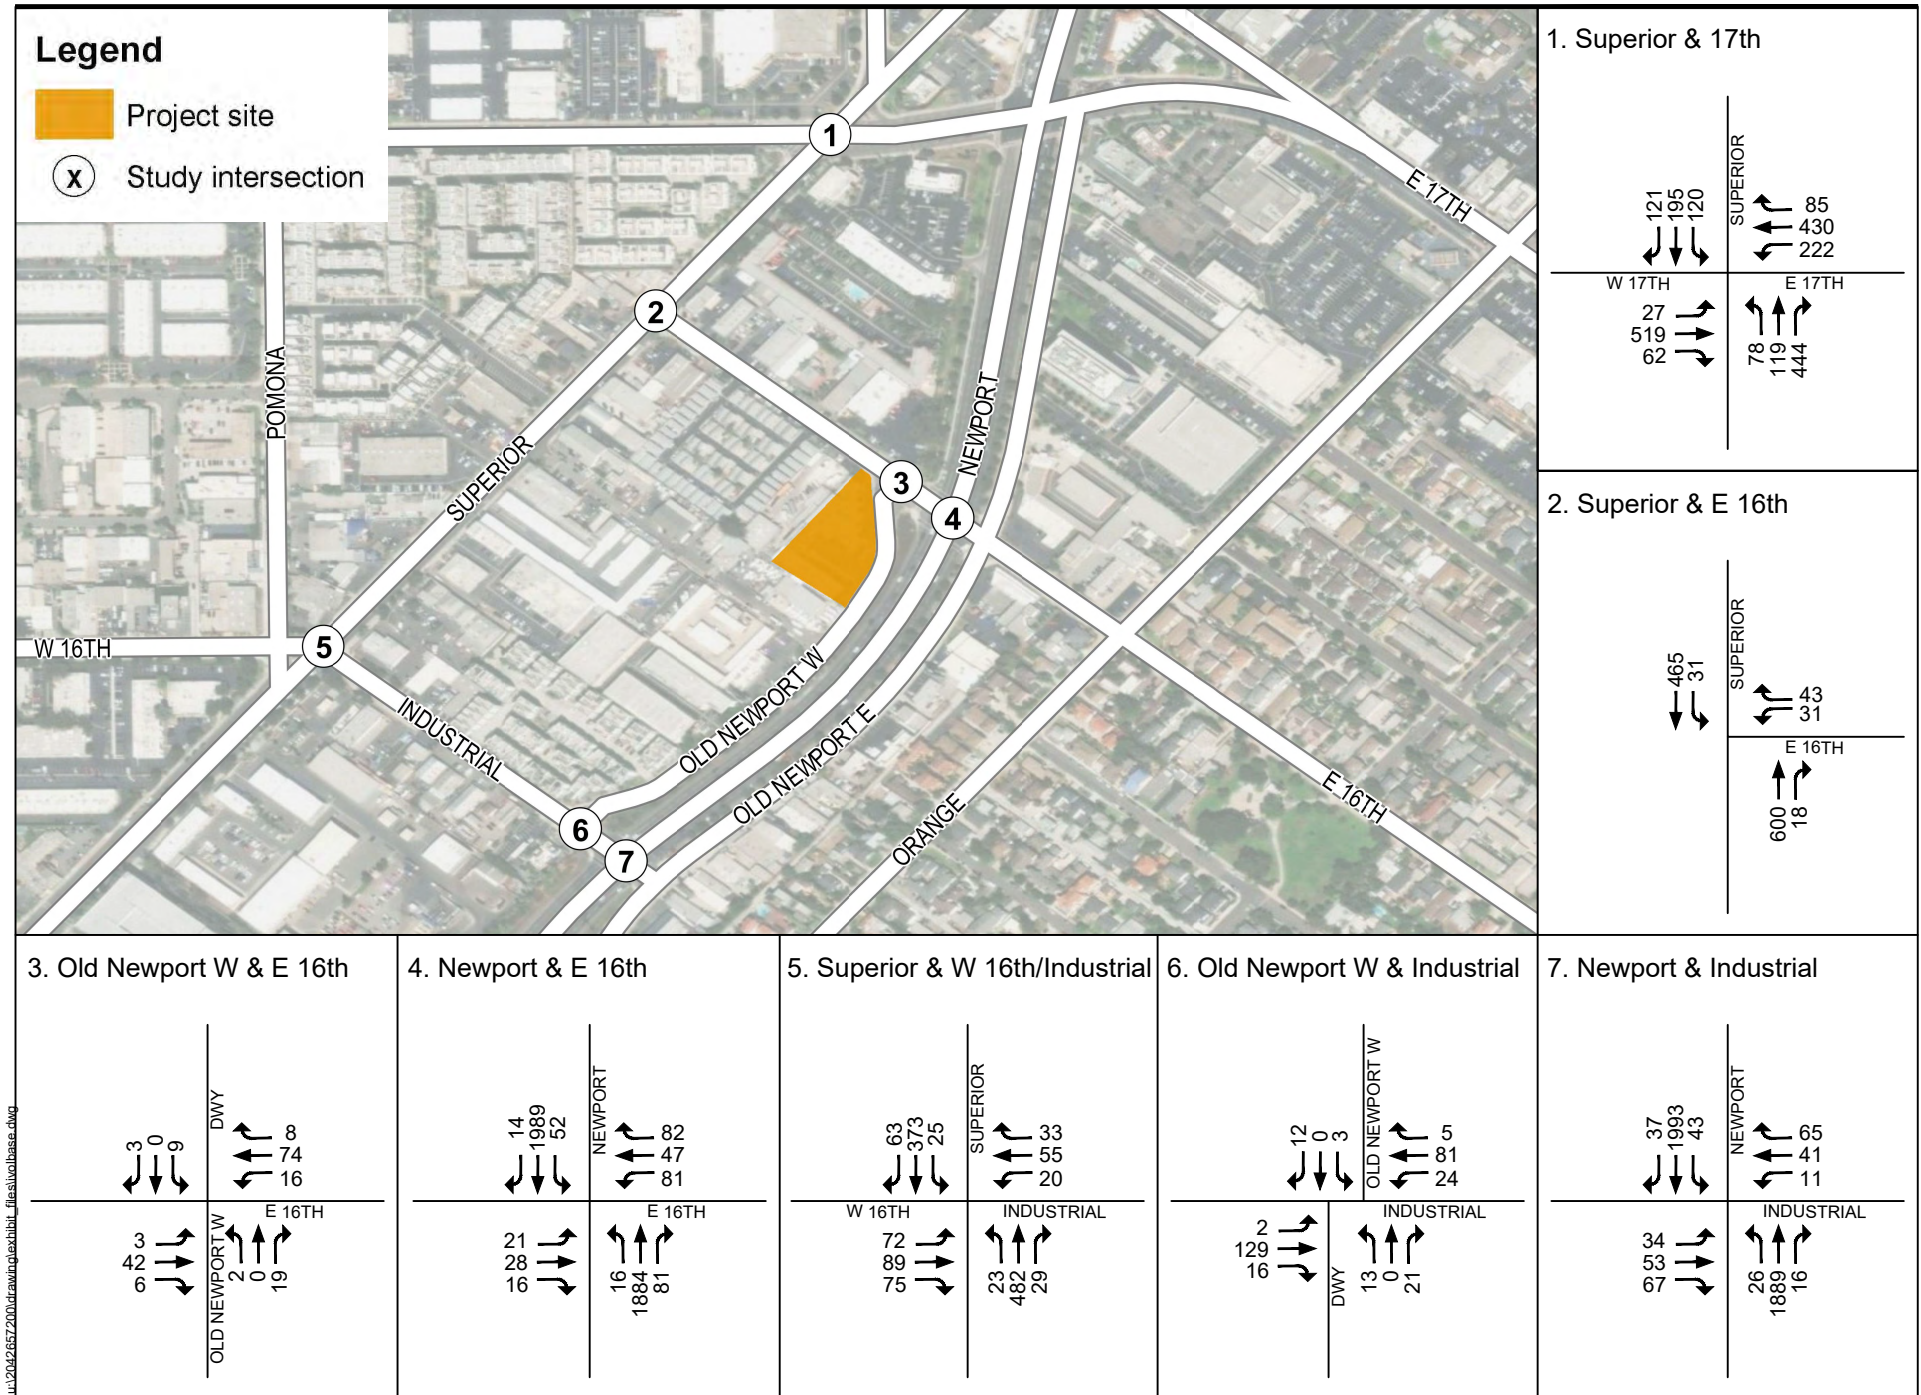 Legend
Project site
X Study intersection
1
2
3
4
5
6
7
E 17TH
POMONA
SUPERIOR
NEWPORT
W 16TH
INDUSTRIAL
OLD NEWPORT W
OLD NEWPORT E
ORANGE
E 16TH
1. Superior & 17th
121 195 120
SUPERIOR
85
430
222
W 17TH
E 17TH
27
519
62
78 119 444
2. Superior & E 16th
465 31
SUPERIOR
43
31
E 16TH
600 18
3. Old Newport W & E 16th
3 0 9
DWY
8
74
16
E 16TH
3
42
6
OLD NEWPORT W
2 0 19
4. Newport & E 16th
14 1989 52
NEWPORT
82
47
81
E 16TH
21
28
16
16 1884 81
5. Superior & W 16th/Industrial
63 373 25
SUPERIOR
33
55
20
W 16TH
INDUSTRIAL
72
89
75
23 482 29
6. Old Newport W & Industrial
12 0 3
OLD NEWPORT W
5
81
24
INDUSTRIAL
2
129
16
DWY
13 0 21
7. Newport & Industrial
37 1993 43
NEWPORT
65
41
11
INDUSTRIAL
34
53
67
26 1889 16
u:\2042657200\drawing\exhibit_files\ivolbase.dwg